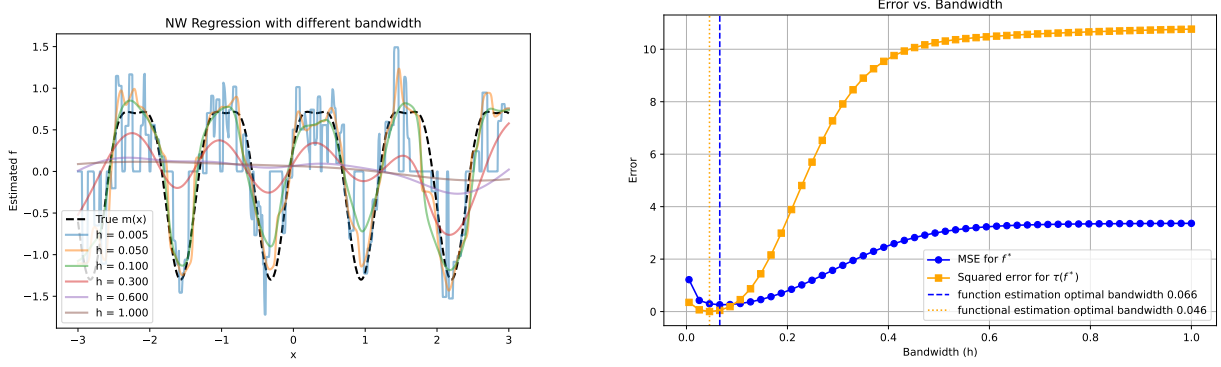 NW Regression with different bandwidth
1.5
1.0
0.5
0.0
−0.5
−1.0
−1.5
Estimated f
True m(x)
h = 0.005
h = 0.050
h = 0.100
h = 0.300
h = 0.600
h = 1.000
−3
−2
−1
0
1
2
3
x
Error vs. Bandwidth
10
8
6
4
2
0
Error
MSE for f*
Squared error for τ(f*)
function estimation optimal bandwidth 0.066
functional estimation optimal bandwidth 0.046
0.0
0.2
0.4
0.6
0.8
1.0
Bandwidth (h)